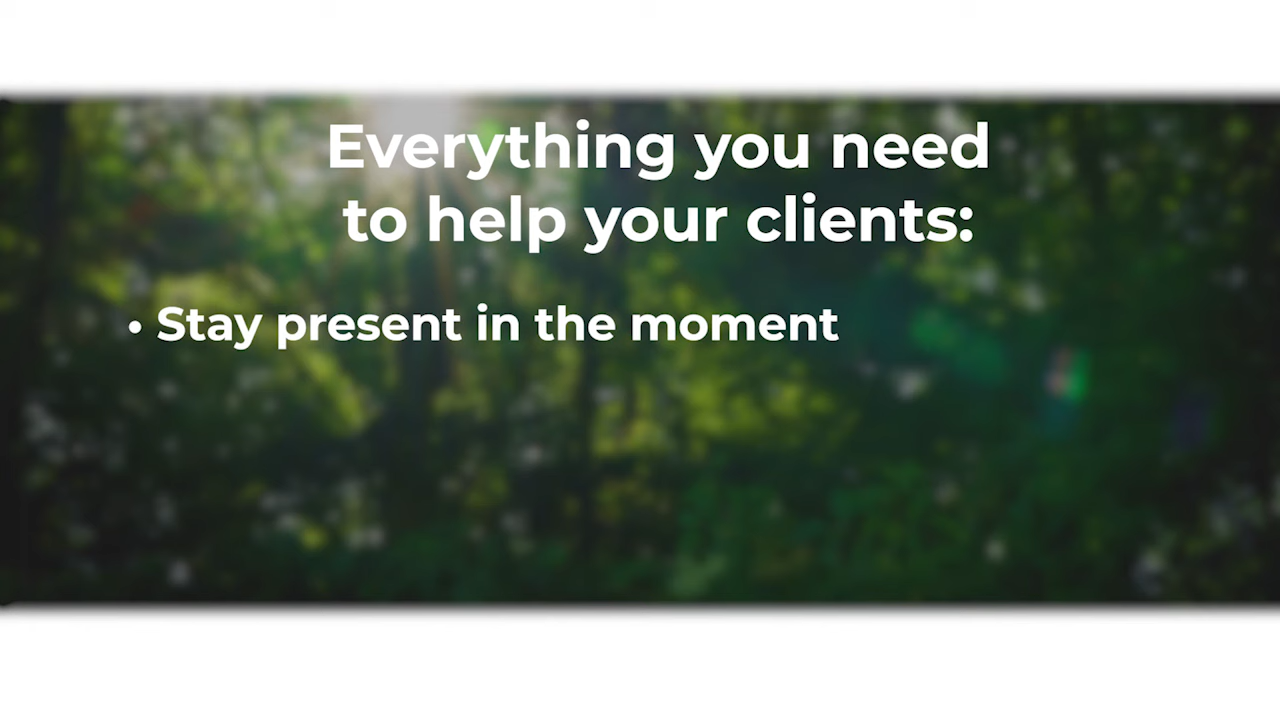 Everything you need
to help your clients:
• Stay present in the moment